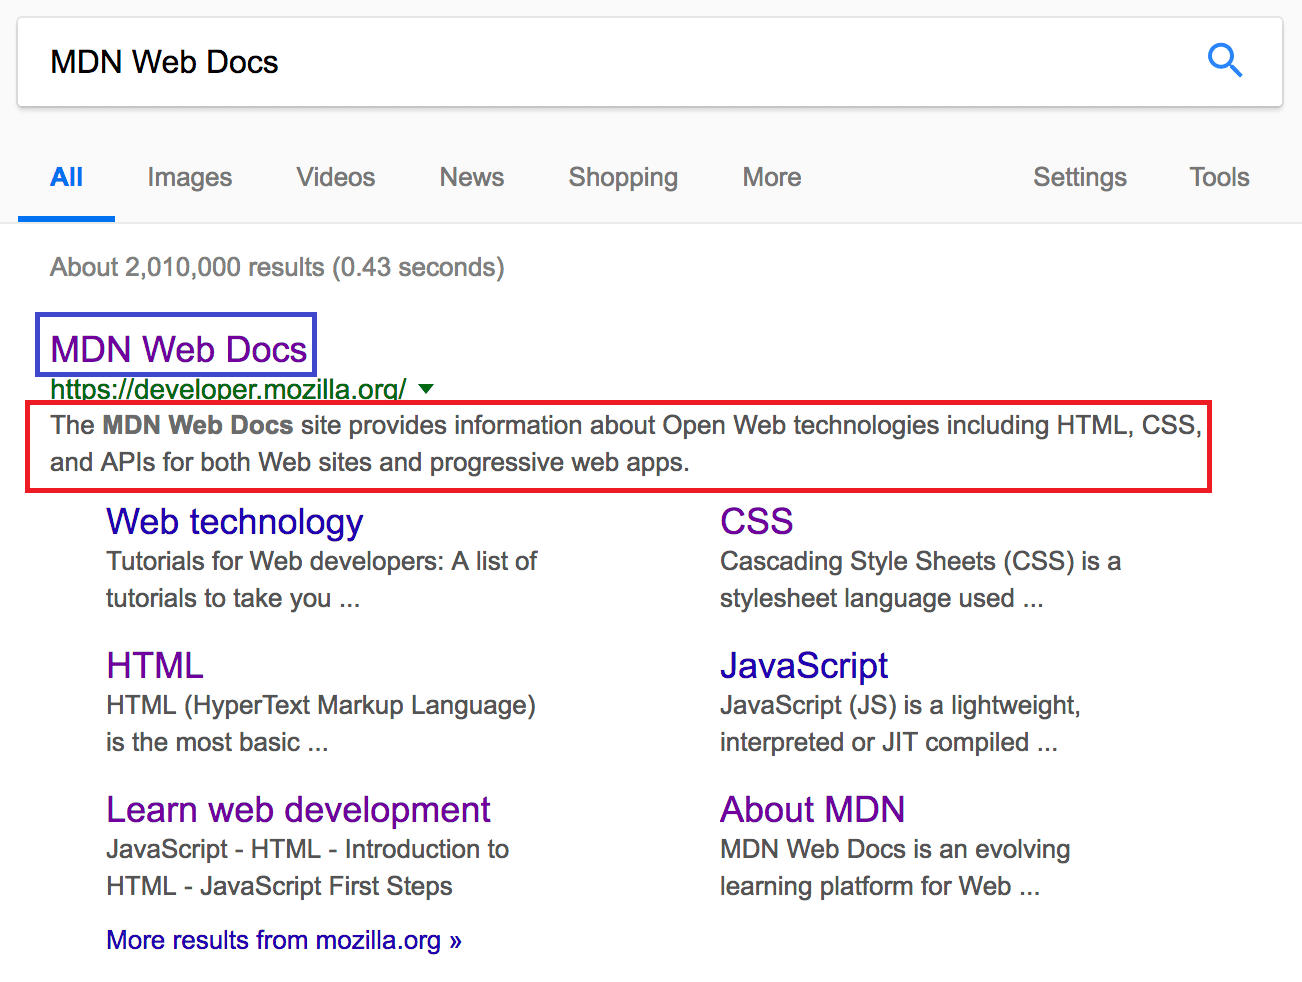 MDN Web Docs
All Images Videos News Shopping More Settings Tools
About 2,010,000 results (0.43 seconds)
MDN Web Docs
https://developer.mozilla.org/
The MDN Web Docs site provides information about Open Web technologies including HTML, CSS,
and APIs for both Web sites and progressive web apps.
Web technology
Tutorials for Web developers: A list of
tutorials to take you ...
CSS
Cascading Style Sheets (CSS) is a
stylesheet language used ...
HTML
HTML (HyperText Markup Language)
is the most basic ...
JavaScript
JavaScript (JS) is a lightweight,
interpreted or JIT compiled ...
Learn web development
JavaScript - HTML - Introduction to
HTML - JavaScript First Steps
About MDN
MDN Web Docs is an evolving
learning platform for Web ...
More results from mozilla.org »